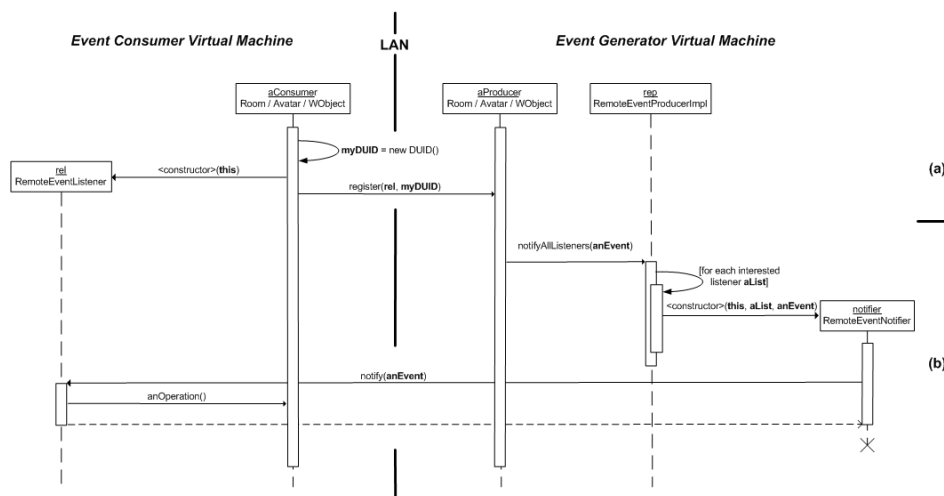 Event Consumer Virtual Machine
LAN
Event Generator Virtual Machine
aConsumer
Room / Avatar / WObject
aProducer
Room / Avatar / WObject
rep
RemoteEventProducerImpl
myDUID = new DUID()
rel
RemoteEventListener
<constructor>(this)
register(rel, myDUID)
(a)
notifyAllListeners(anEvent)
[for each interested
listener aList]
<constructor>(this, aList, anEvent)
notifier
RemoteEventNotifier
(b)
notify(anEvent)
anOperation()